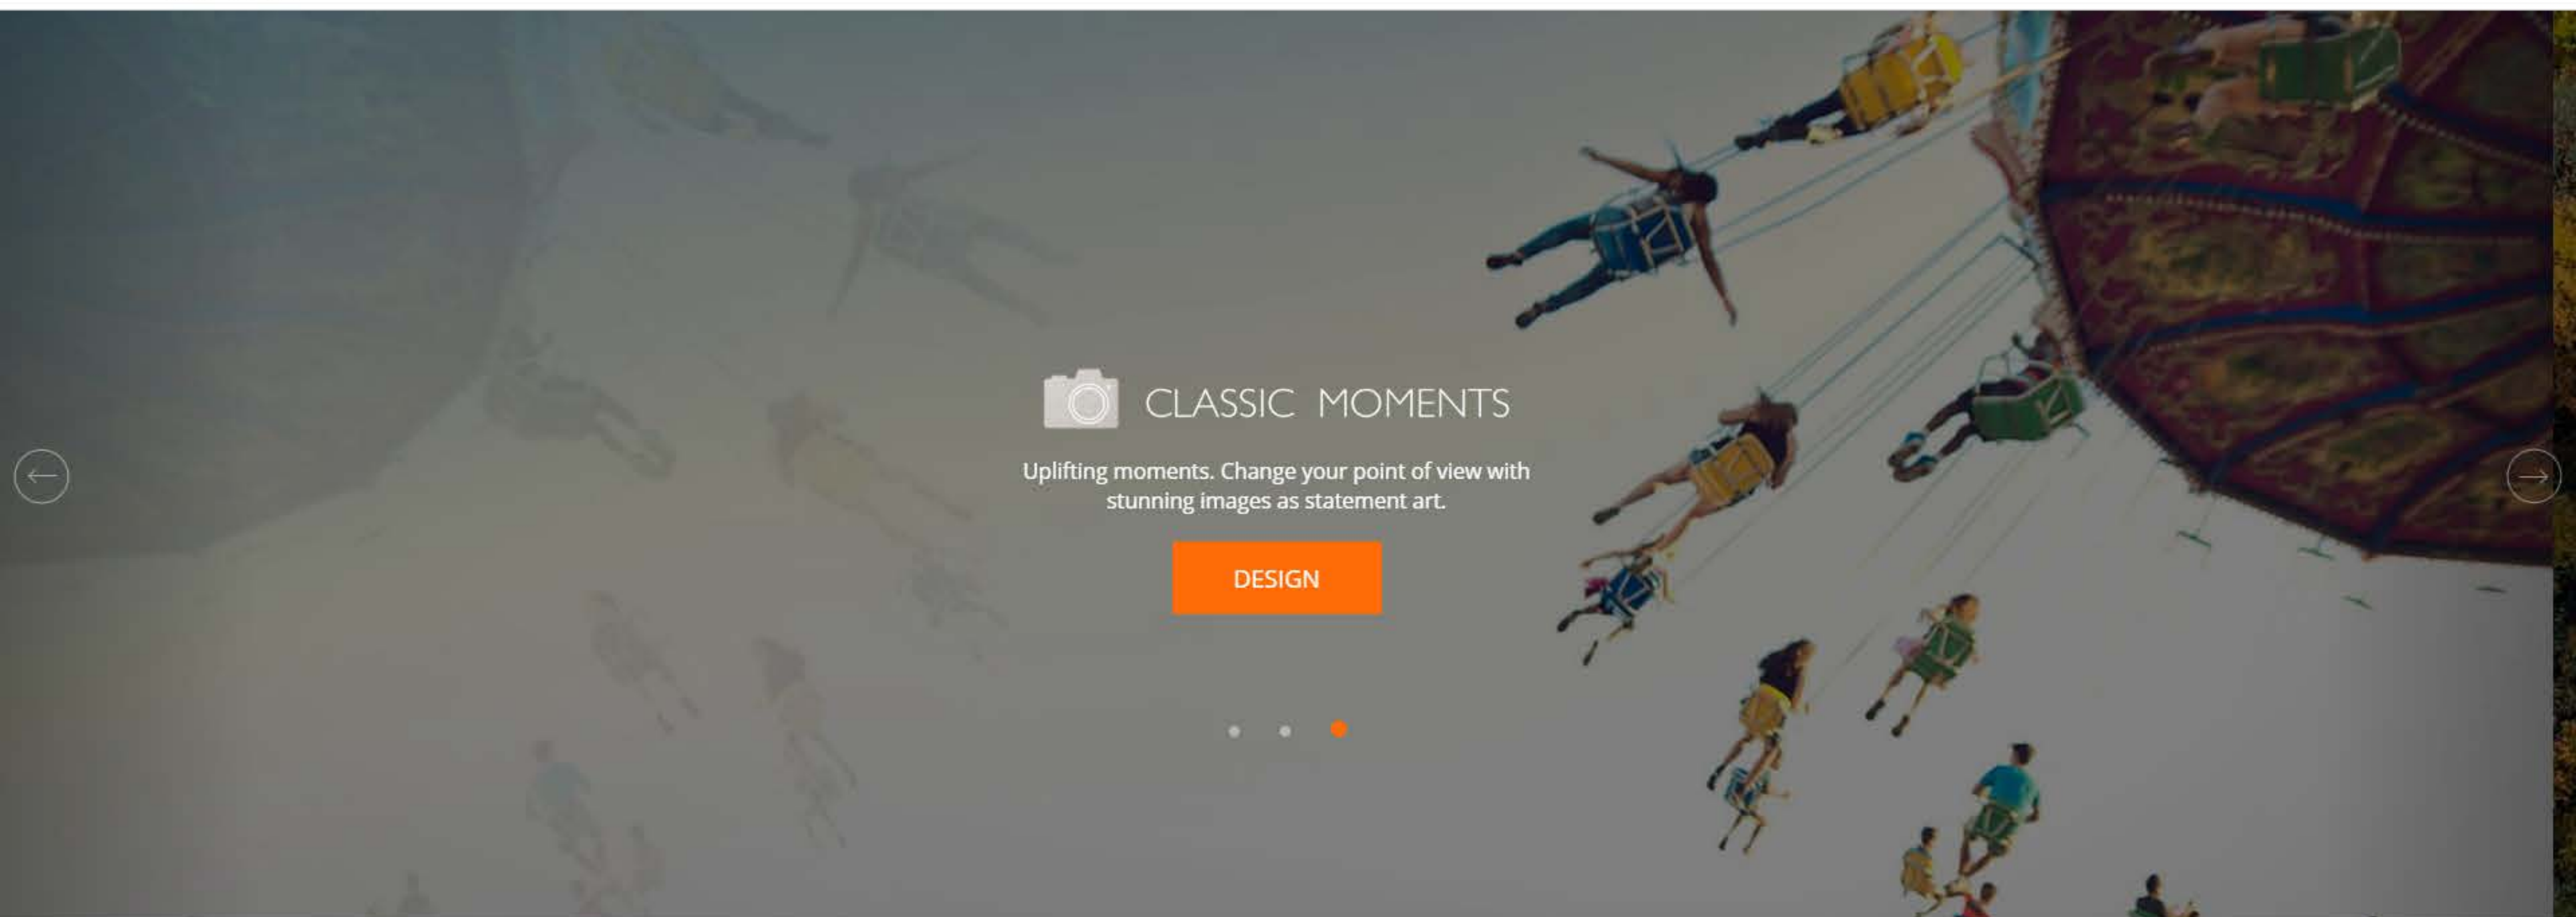 CLASSIC MOMENTS
Uplifting moments. Change your point of view with
stunning images as statement art.
DESIGN